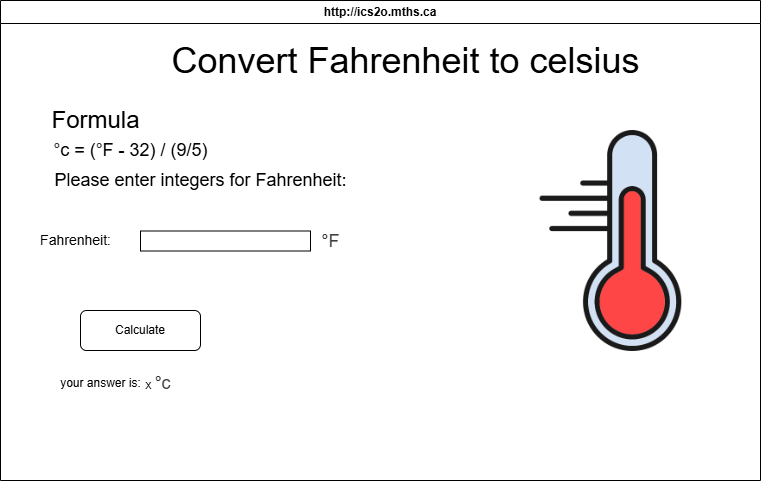 http://ics2o.mths.ca
Convert Fahrenheit to celsius
Formula
°c = (°F - 32) / (9/5)
Please enter integers for Fahrenheit:
Fahrenheit: °F
Calculate
your answer is: x °C